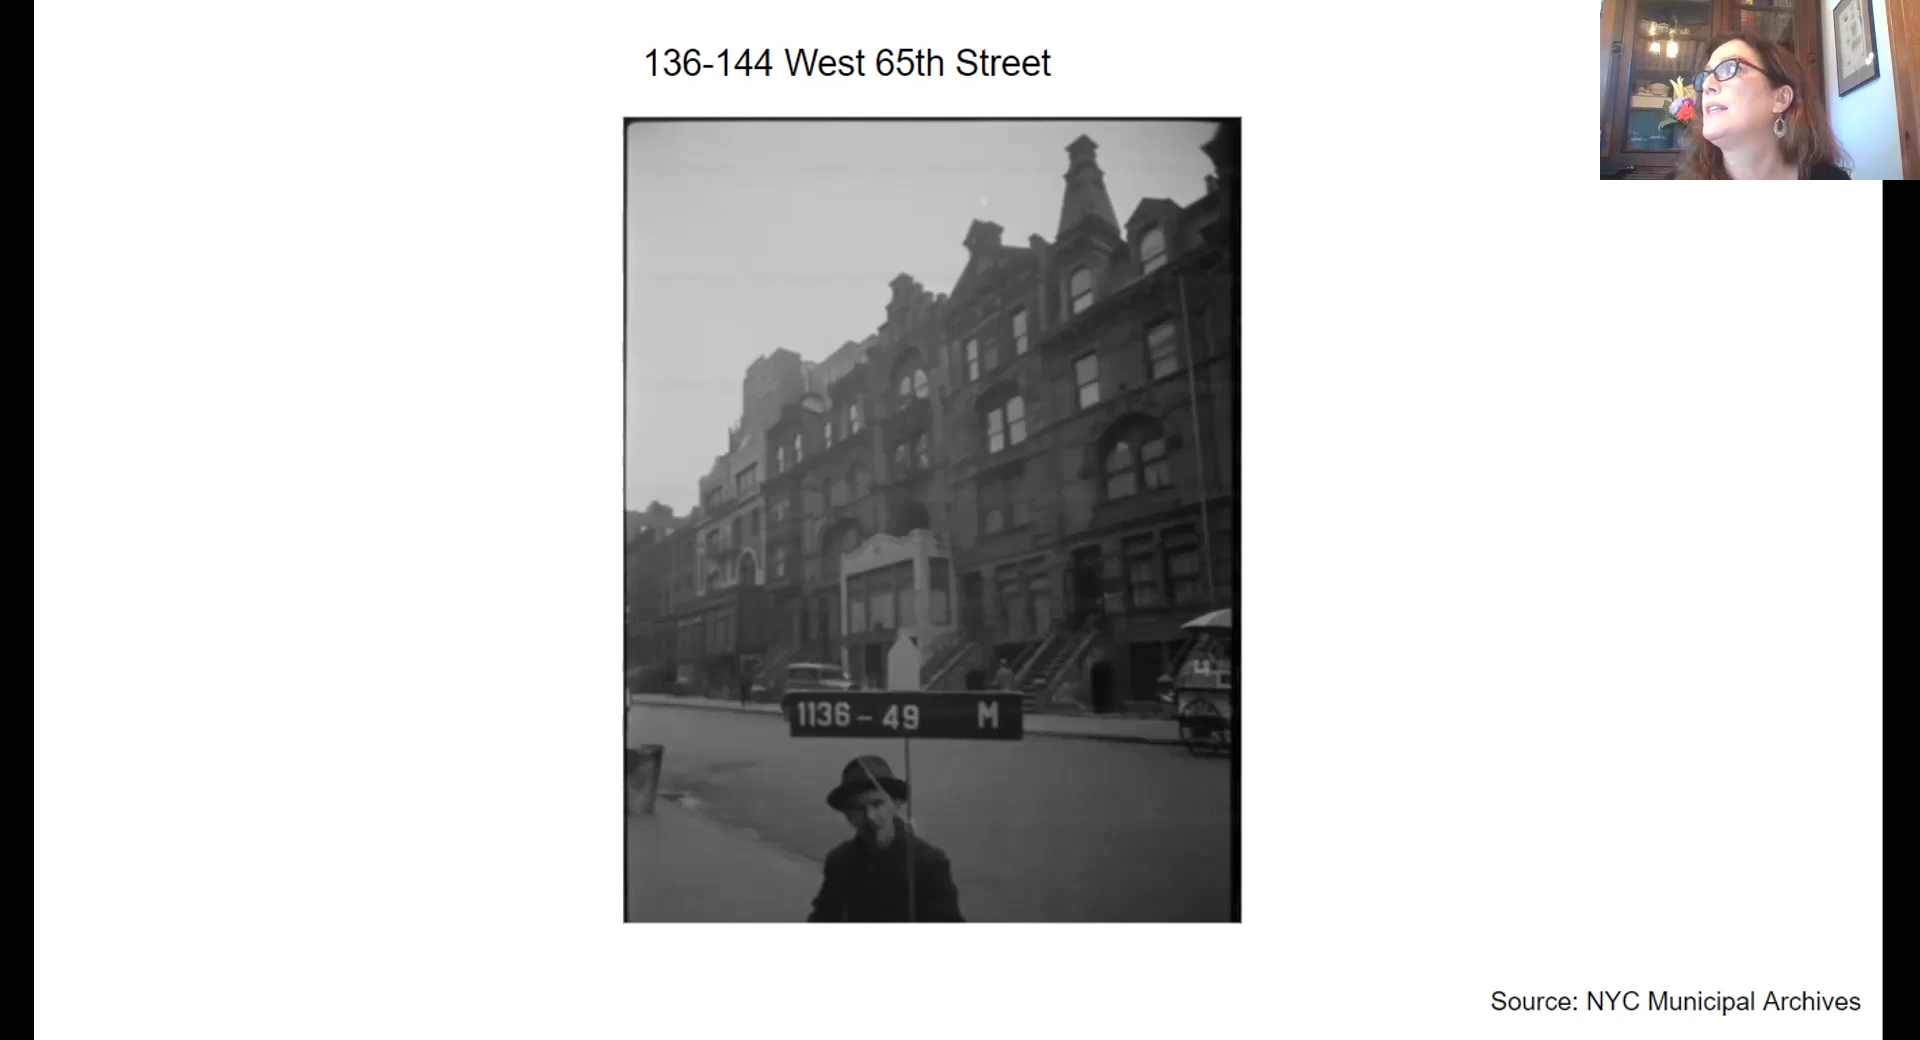 136-144 West 65th Street
1136-49 M
Source: NYC Municipal Archives